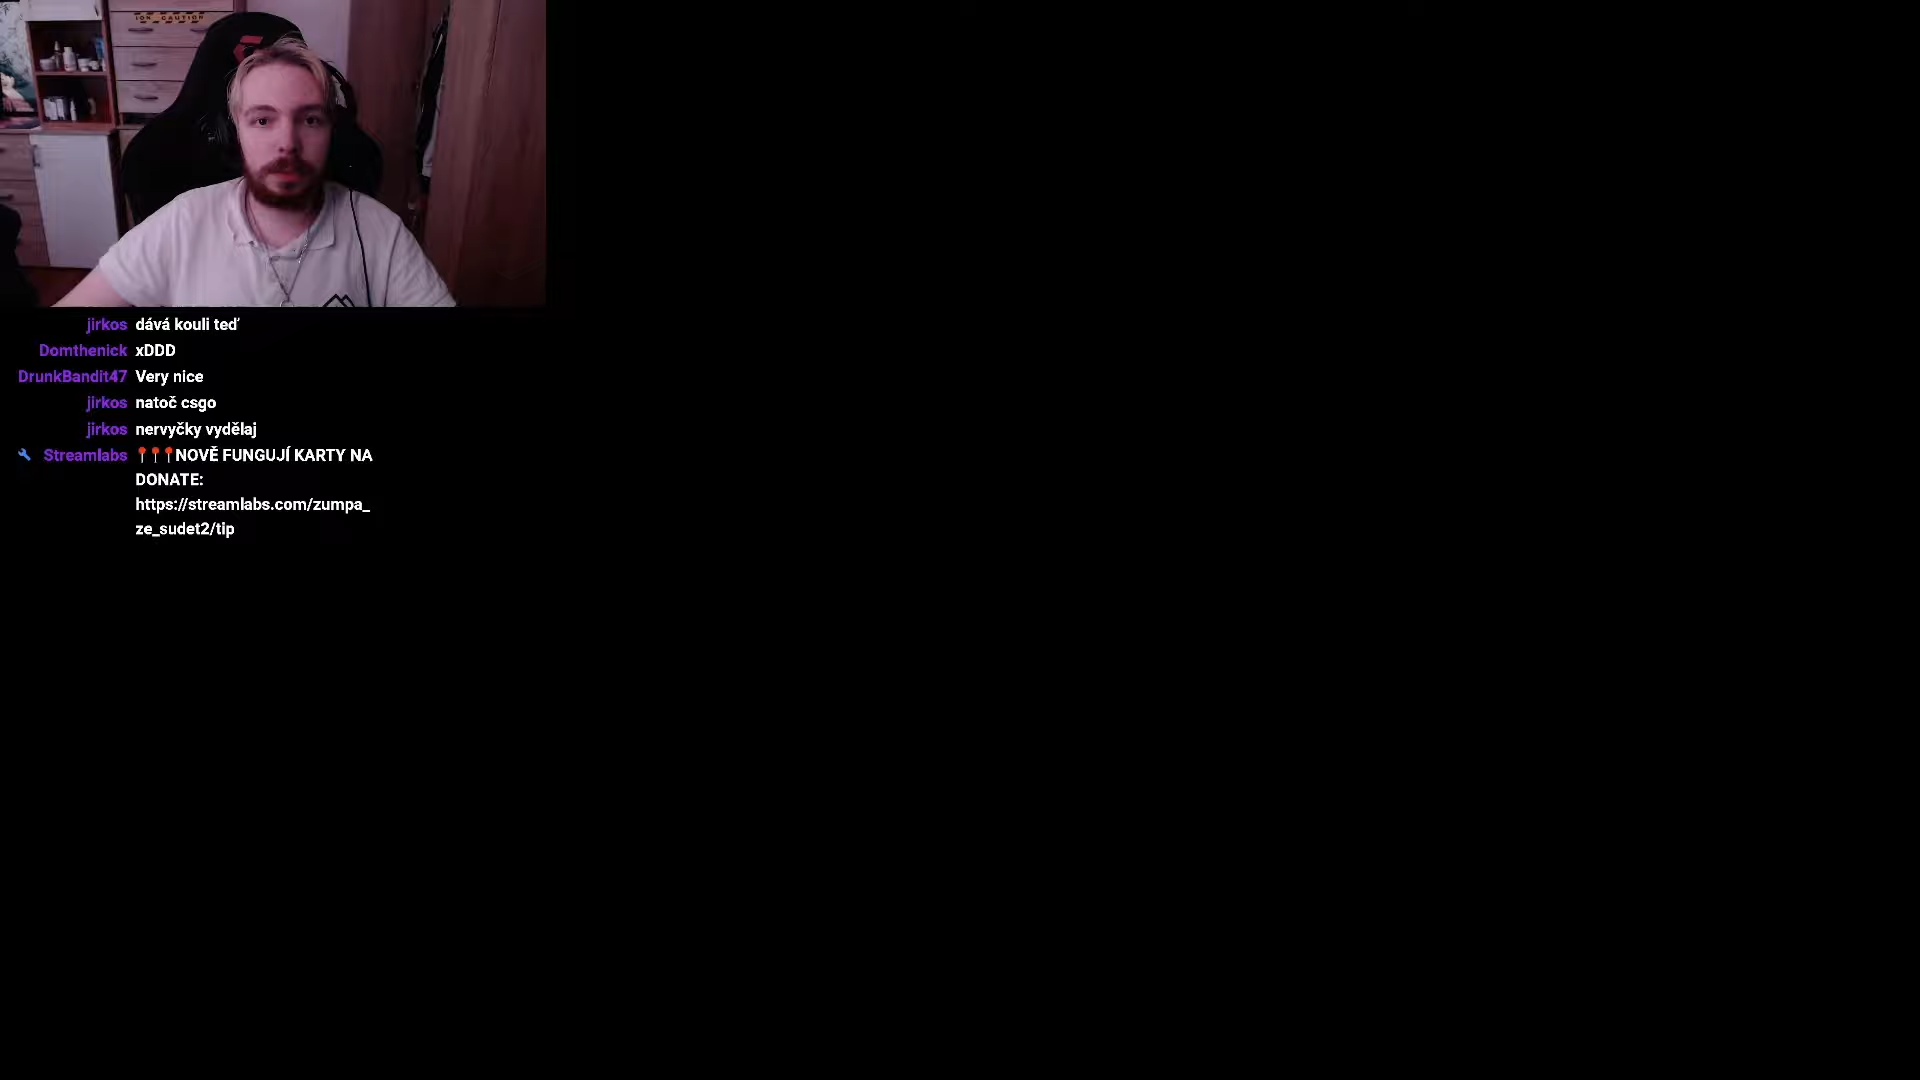 ION CAUTION
jirkos dává kouli teď
Domthenick xDDD
DrunkBandit47 Very nice
jirkos natoč csgo
jirkos nervyčky vydělaj
Streamlabs 📍📍📍NOVĚ FUNGUJÍ KARTY NA
DONATE:
https://streamlabs.com/zumpa_
ze_sudet2/tip